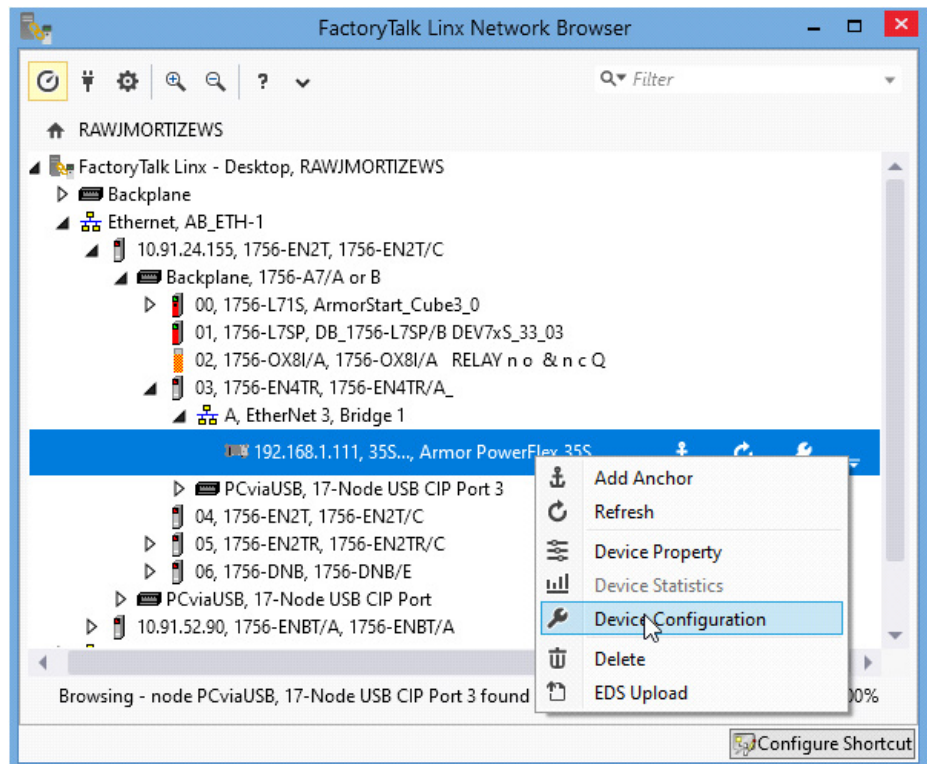 FactoryTalk Linx Network Browser
Filter
RAWJMORTIZEWS
FactoryTalk Linx - Desktop, RAWJMORTIZEWS
Backplane
Ethernet, AB_ETH-1
10.91.24.155, 1756-EN2T, 1756-EN2T/C
Backplane, 1756-A7/A or B
00, 1756-L71S, ArmorStart_Cube3_0
01, 1756-L7SP, DB_1756-L7SP/B DEV7xS_33_03
02, 1756-OX8I/A, 1756-OX8I/A RELAY n o & n c Q
03, 1756-EN4TR, 1756-EN4TR/A_
A, EtherNet 3, Bridge 1
192.168.1.111, 35S..., Armor PowerFlex 35S
PCviaUSB, 17-Node USB CIP Port 3
04, 1756-EN2T, 1756-EN2T/C
05, 1756-EN2TR, 1756-EN2TR/C
06, 1756-DNB, 1756-DNB/E
PCviaUSB, 17-Node USB CIP Port
10.91.52.90, 1756-ENBT/A, 1756-ENBT/A
Add Anchor
Refresh
Device Property
Device Statistics
Device Configuration
Delete
EDS Upload
Browsing - node PCviaUSB, 17-Node USB CIP Port 3 found
Configure Shortcut